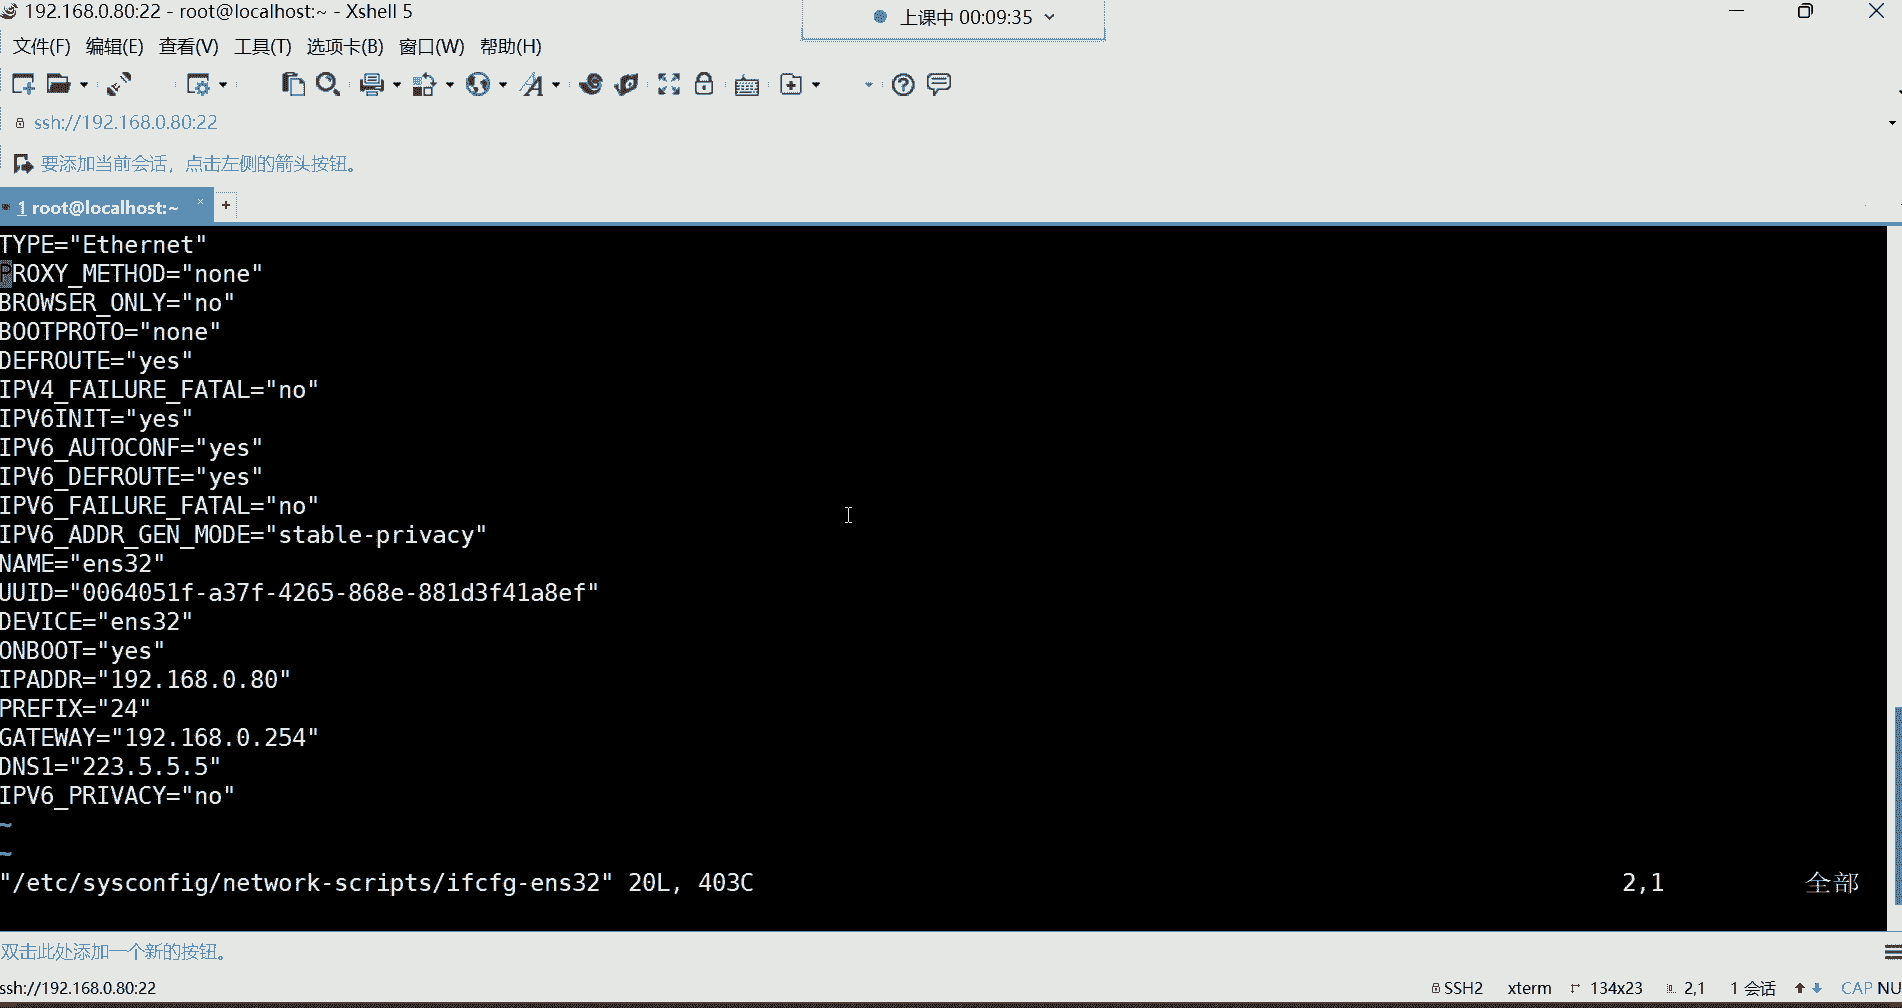 192.168.0.80:22 - root@localhost:~ - Xshell 5
上课中 00:09:35
文件(F) 编辑(E) 查看(V) 工具(T) 选项卡(B) 窗口(W) 帮助(H)
ssh://192.168.0.80:22
要添加当前会话，点击左侧的箭头按钮。
1 root@localhost:~ × +
TYPE="Ethernet"
PROXY_METHOD="none"
BROWSER_ONLY="no"
BOOTPROTO="none"
DEFROUTE="yes"
IPV4_FAILURE_FATAL="no"
IPV6INIT="yes"
IPV6_AUTOCONF="yes"
IPV6_DEFROUTE="yes"
IPV6_FAILURE_FATAL="no"
IPV6_ADDR_GEN_MODE="stable-privacy"
NAME="ens32"
UUID="0064051f-a37f-4265-868e-881d3f41a8ef"
DEVICE="ens32"
ONBOOT="yes"
IPADDR="192.168.0.80"
PREFIX="24"
GATEWAY="192.168.0.254"
DNS1="223.5.5.5"
IPV6_PRIVACY="no"
~
~
"/etc/sysconfig/network-scripts/ifcfg-ens32" 20L, 403C 2,1 全部
双击此处添加一个新的按钮。
ssh://192.168.0.80:22 SSH2 xterm 134x23 2,1 1 会话 CAP NU